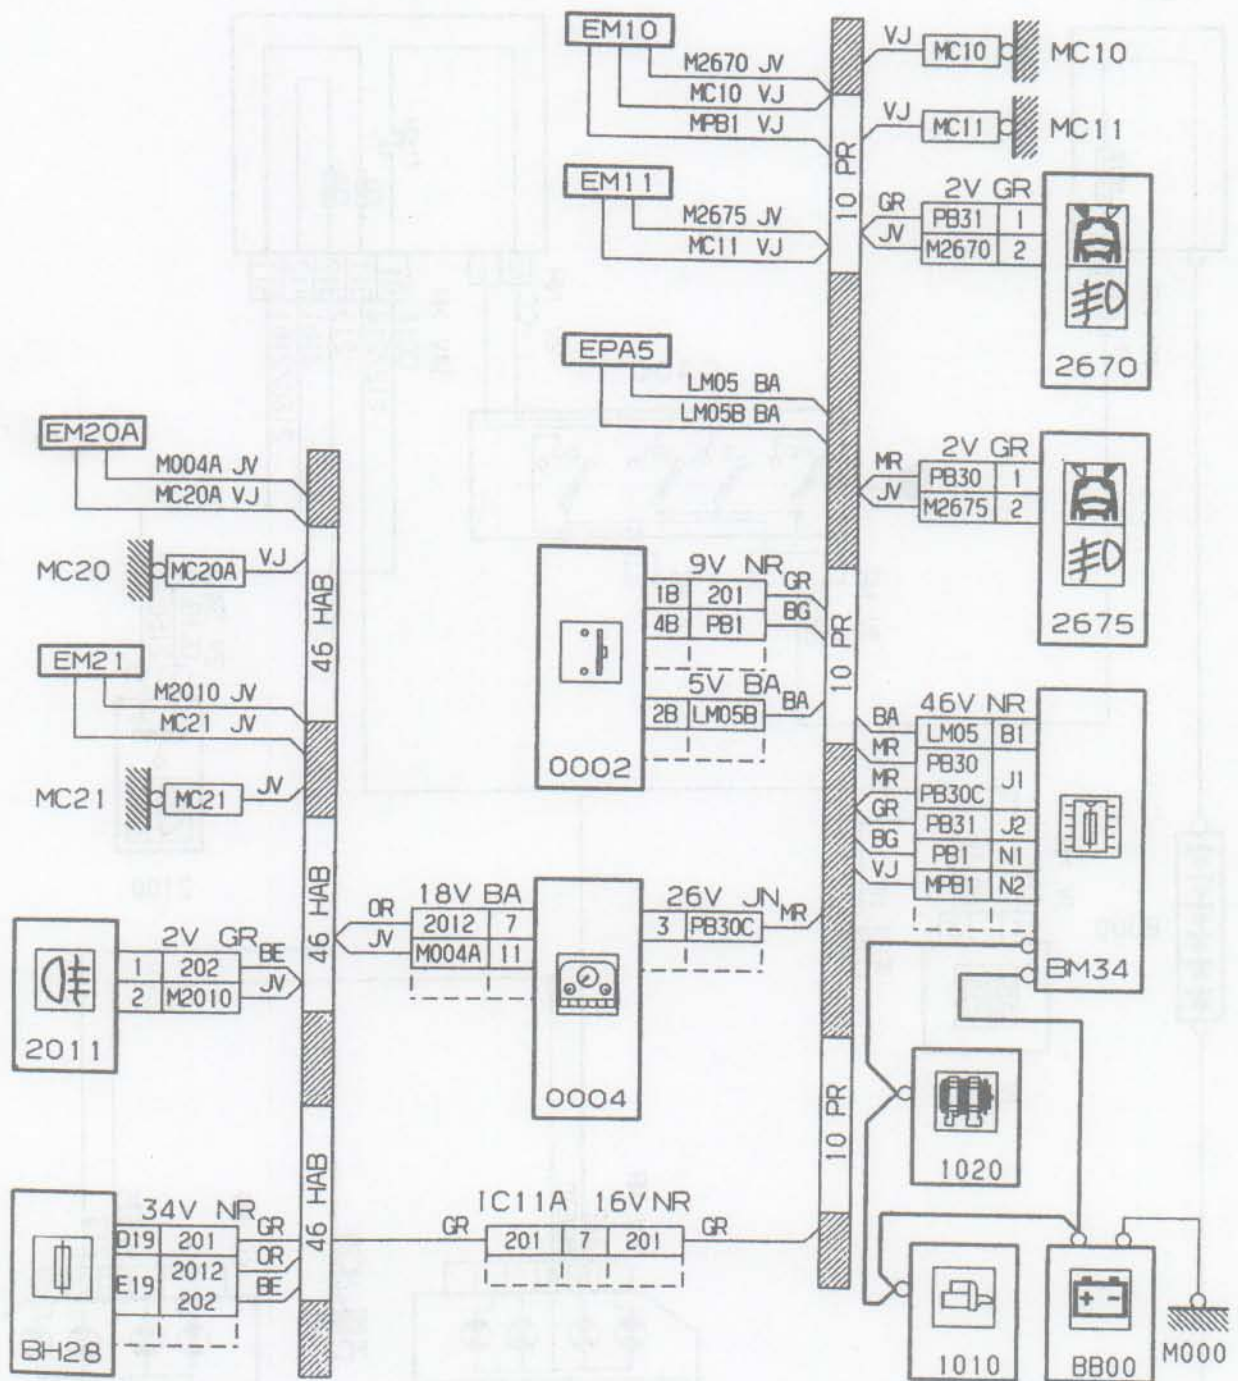 EM10
M2670 JV
MC10 VJ
MPB1 VJ
VJ MC10 MC10
VJ MC11 MC11
10 PR
EM11
M2675 JV
MC11 VJ
2V GR
GR PB31 1
JV M2670 2
2670
EPA5
LM05 BA
LM05B BA
2V GR
MR PB30 1
JV M2675 2
2675
EM20A
M004A JV
MC20A VJ
MC20 MC20A VJ
46 HAB
EM21
M2010 JV
MC21 JV
MC21 MC21 JV
9V NR
1B 201 GR
4B PB1 BG
5V BA
2B LM05B BA
0002
10 PR
46V NR
BA LM05 B1
MR PB30 J1
MR PB30C
GR PB31 J2
BG PB1 N1
VJ MPB1 N2
BM34
46 HAB
18V BA
OR 2012 7
JV M004A 11
26V JN
3 PB30C MR
0004
2V GR
1 202 BE
2 M2010 JV
2011
10 PR
1020
46 HAB
34V NR
D19 201 GR
E19 2012 OR
202 BE
BH28
IC11A 16V NR
GR 201 7 201 GR
1010
BB00
+ -
M000